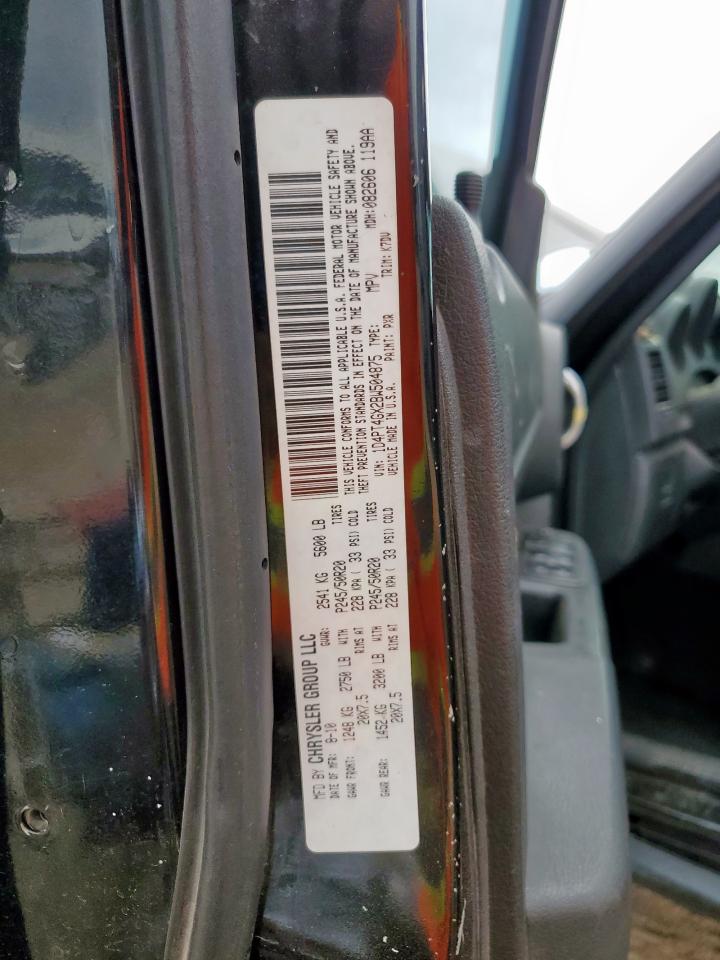 MFD BY CHRYSLER GROUP LLC
DATE OF MFR: 8-10 GVWR: 2541 KG 5600 LB
GAWR FRONT: 1248 KG 2750 LB WITH P245/50R20 TIRES
20X7.5 RIMS AT 228 KPA ( 33 PSI) COLD
GAWR REAR: 1452 KG 3200 LB WITH P245/50R20 TIRES
20X7.5 RIMS AT 228 KPA ( 33 PSI) COLD
THIS VEHICLE CONFORMS TO ALL APPLICABLE U.S.A. FEDERAL MOTOR VEHICLE SAFETY AND
THEFT PREVENTION STANDARDS IN EFFECT ON THE DATE OF MANUFACTURE SHOWN ABOVE.
VIN: 1D4PT4GX2BW504875 TYPE: MPV MDH: 082606 119AA
VEHICLE MADE IN U.S.A. PAINT: PXR TRIM: K7DV